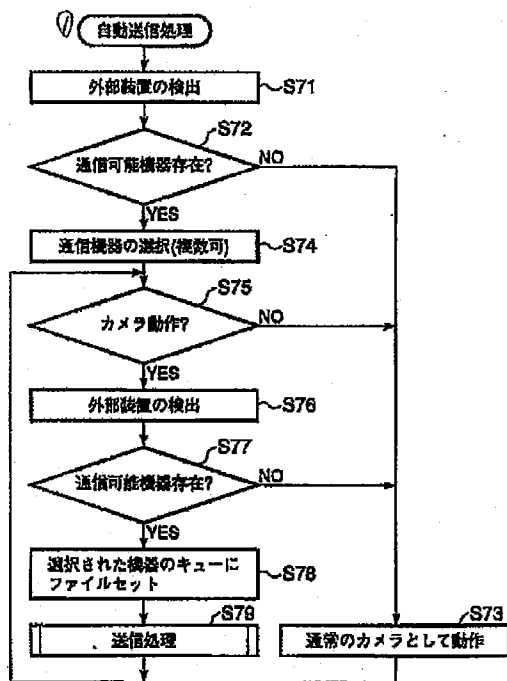 自動送信処理
外部装置の検出
S71
S72
通信可能機器存在?
NO
YES
通信機器の選択(複数可)
S74
S75
カメラ動作?
NO
YES
外部装置の検出
S76
S77
通信可能機器存在?
NO
YES
選択された機器のキューに
ファイルセット
S78
S79
送信処理
S73
通常のカメラとして動作